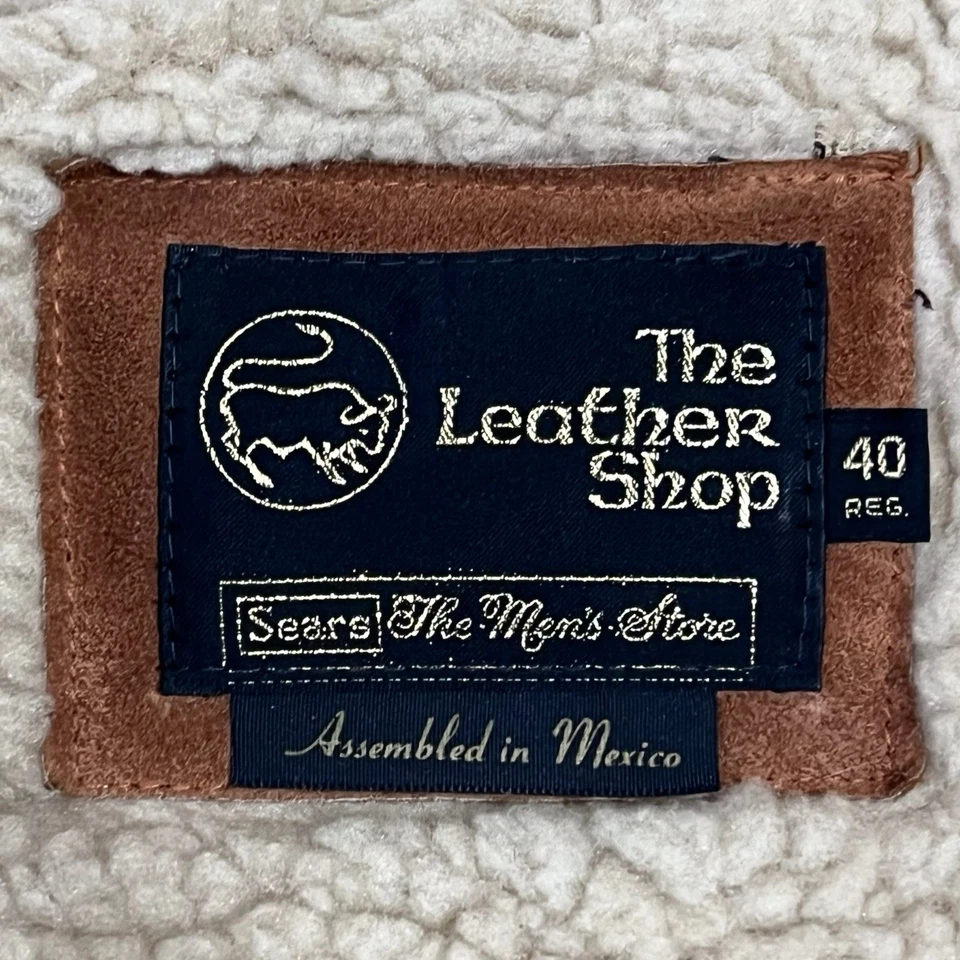 The
Leather
Shop
40
REG.
Sears The Men's Store
Assembled in Mexico